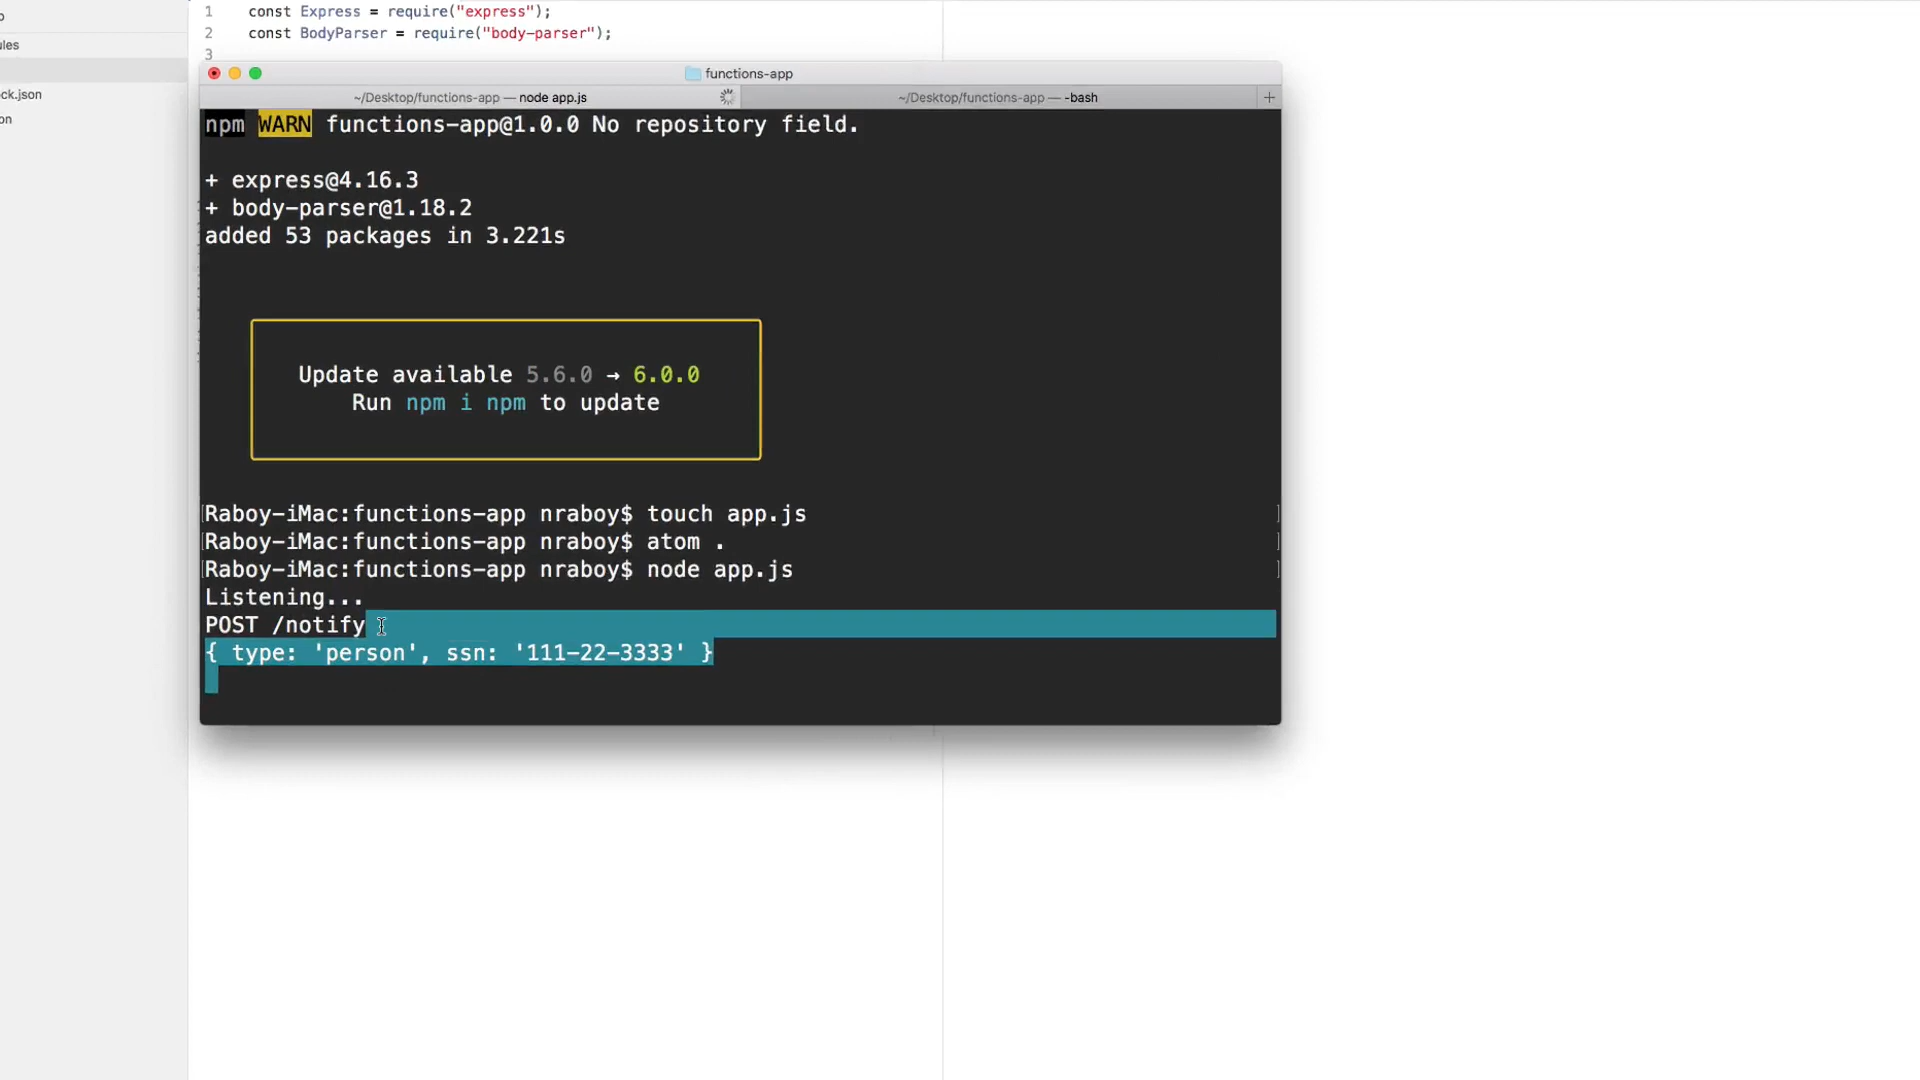 1 const Express = require("express");
2 const BodyParser = require("body-parser");
3
ules
ck.json
on
functions-app
~/Desktop/functions-app — node app.js
~/Desktop/functions-app — -bash
npm WARN functions-app@1.0.0 No repository field.
+ express@4.16.3
+ body-parser@1.18.2
added 53 packages in 3.221s
Update available 5.6.0 → 6.0.0
Run npm i npm to update
Raboy-iMac:functions-app nraboy$ touch app.js
Raboy-iMac:functions-app nraboy$ atom .
Raboy-iMac:functions-app nraboy$ node app.js
Listening...
POST /notify
{ type: 'person', ssn: '111-22-3333' }